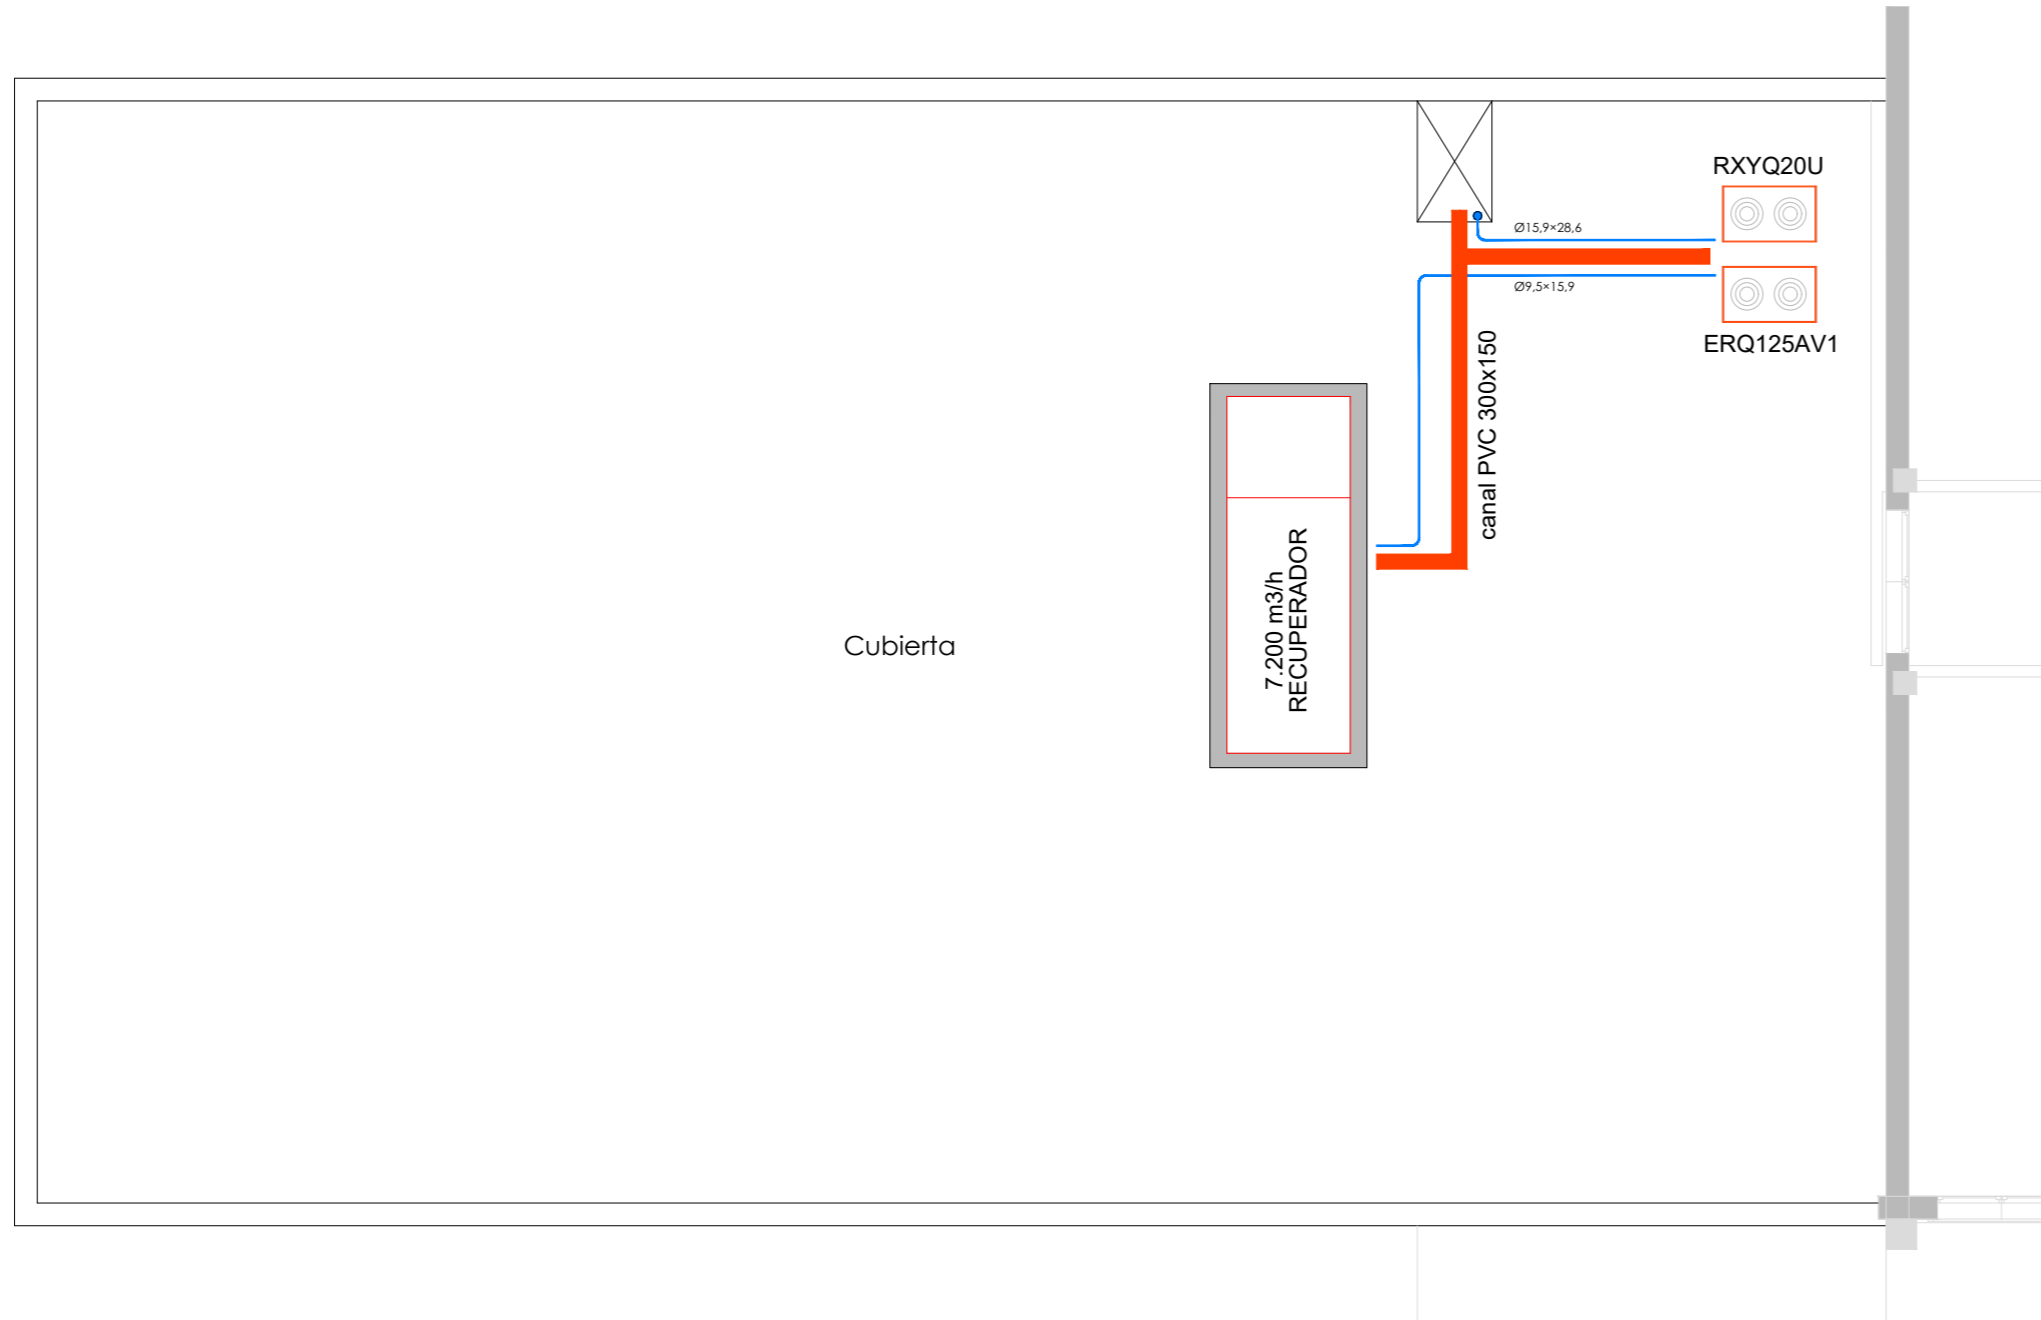 RXYQ20U
Ø15,9×28,6
Ø9,5×15,9
ERQ125AV1
canal PVC 300x150
7.200 m3/h
RECUPERADOR
Cubierta